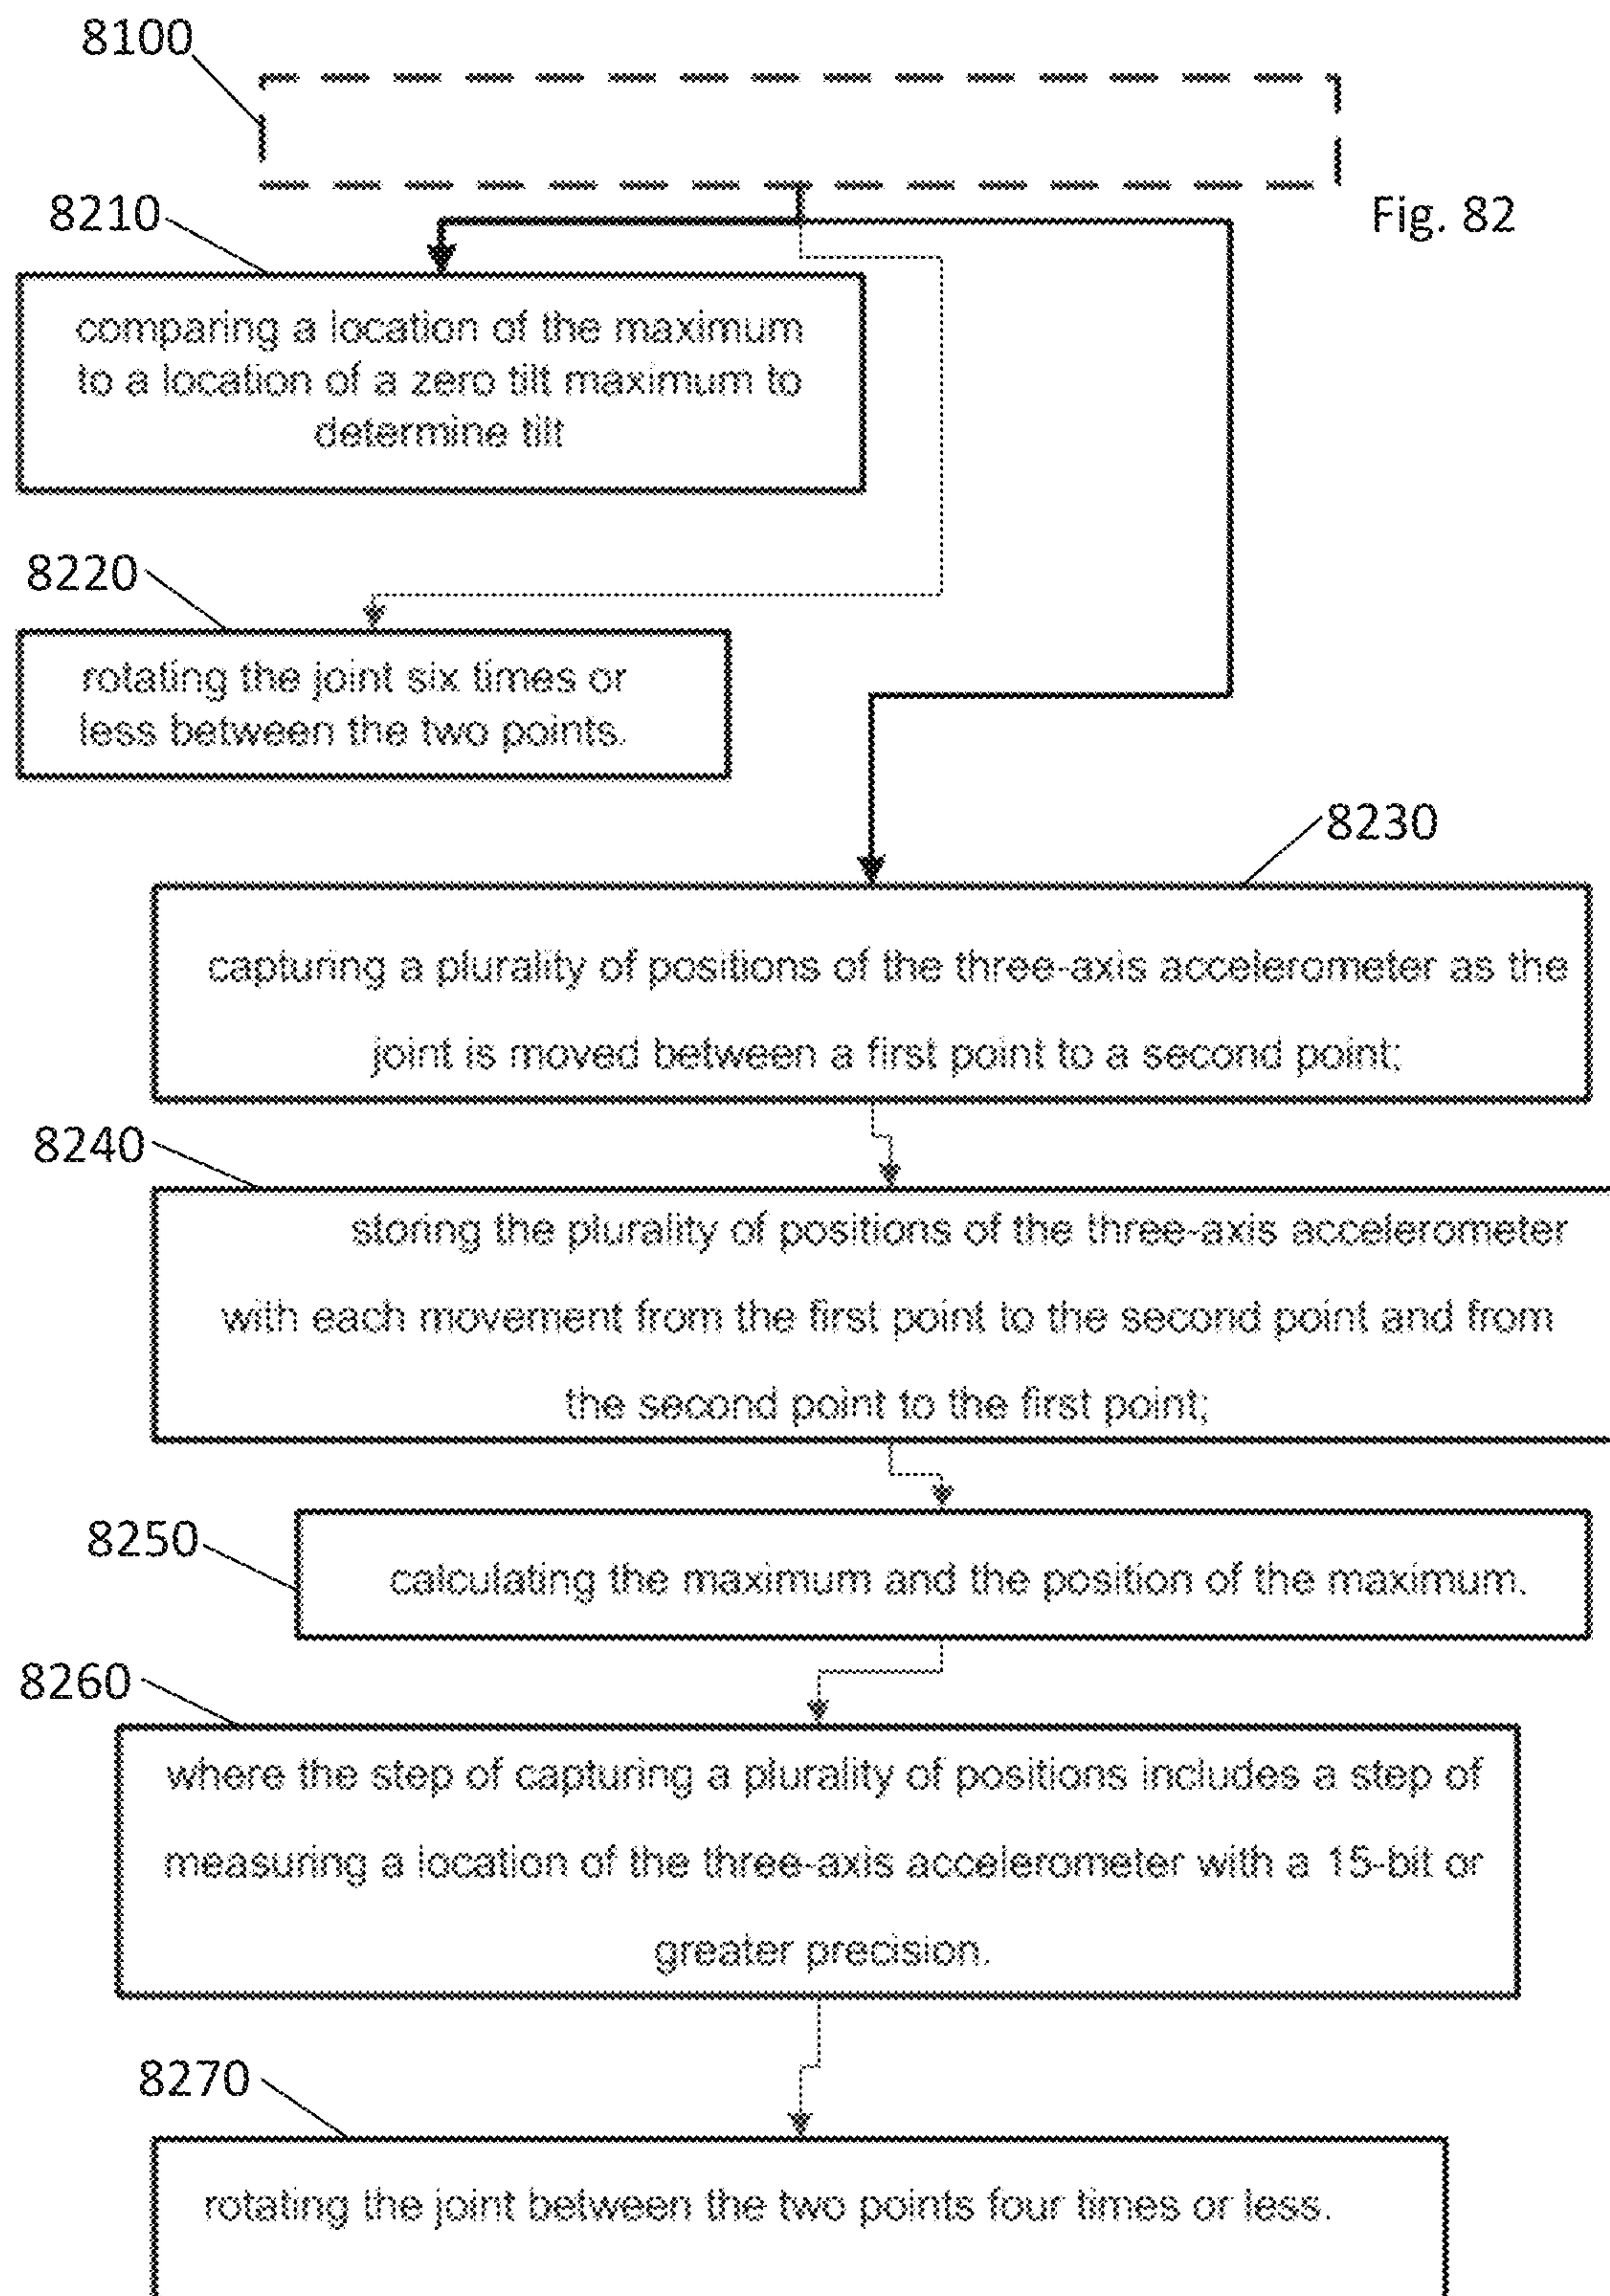 8100
Fig. 82
8210
comparing a location of the maximum
to a location of a zero tilt maximum to
determine tilt
8220
rotating the joint six times or
less between the two points.
8230
capturing a plurality of positions of the three-axis accelerometer as the
joint is moved between a first point to a second point;
8240
storing the plurality of positions of the three-axis accelerometer
with each movement from the first point to the second point and from
the second point to the first point;
8250
calculating the maximum and the position of the maximum.
8260
where the step of capturing a plurality of positions includes a step of
measuring a location of the three-axis accelerometer with a 15-bit or
greater precision.
8270
rotating the joint between the two points four times or less.